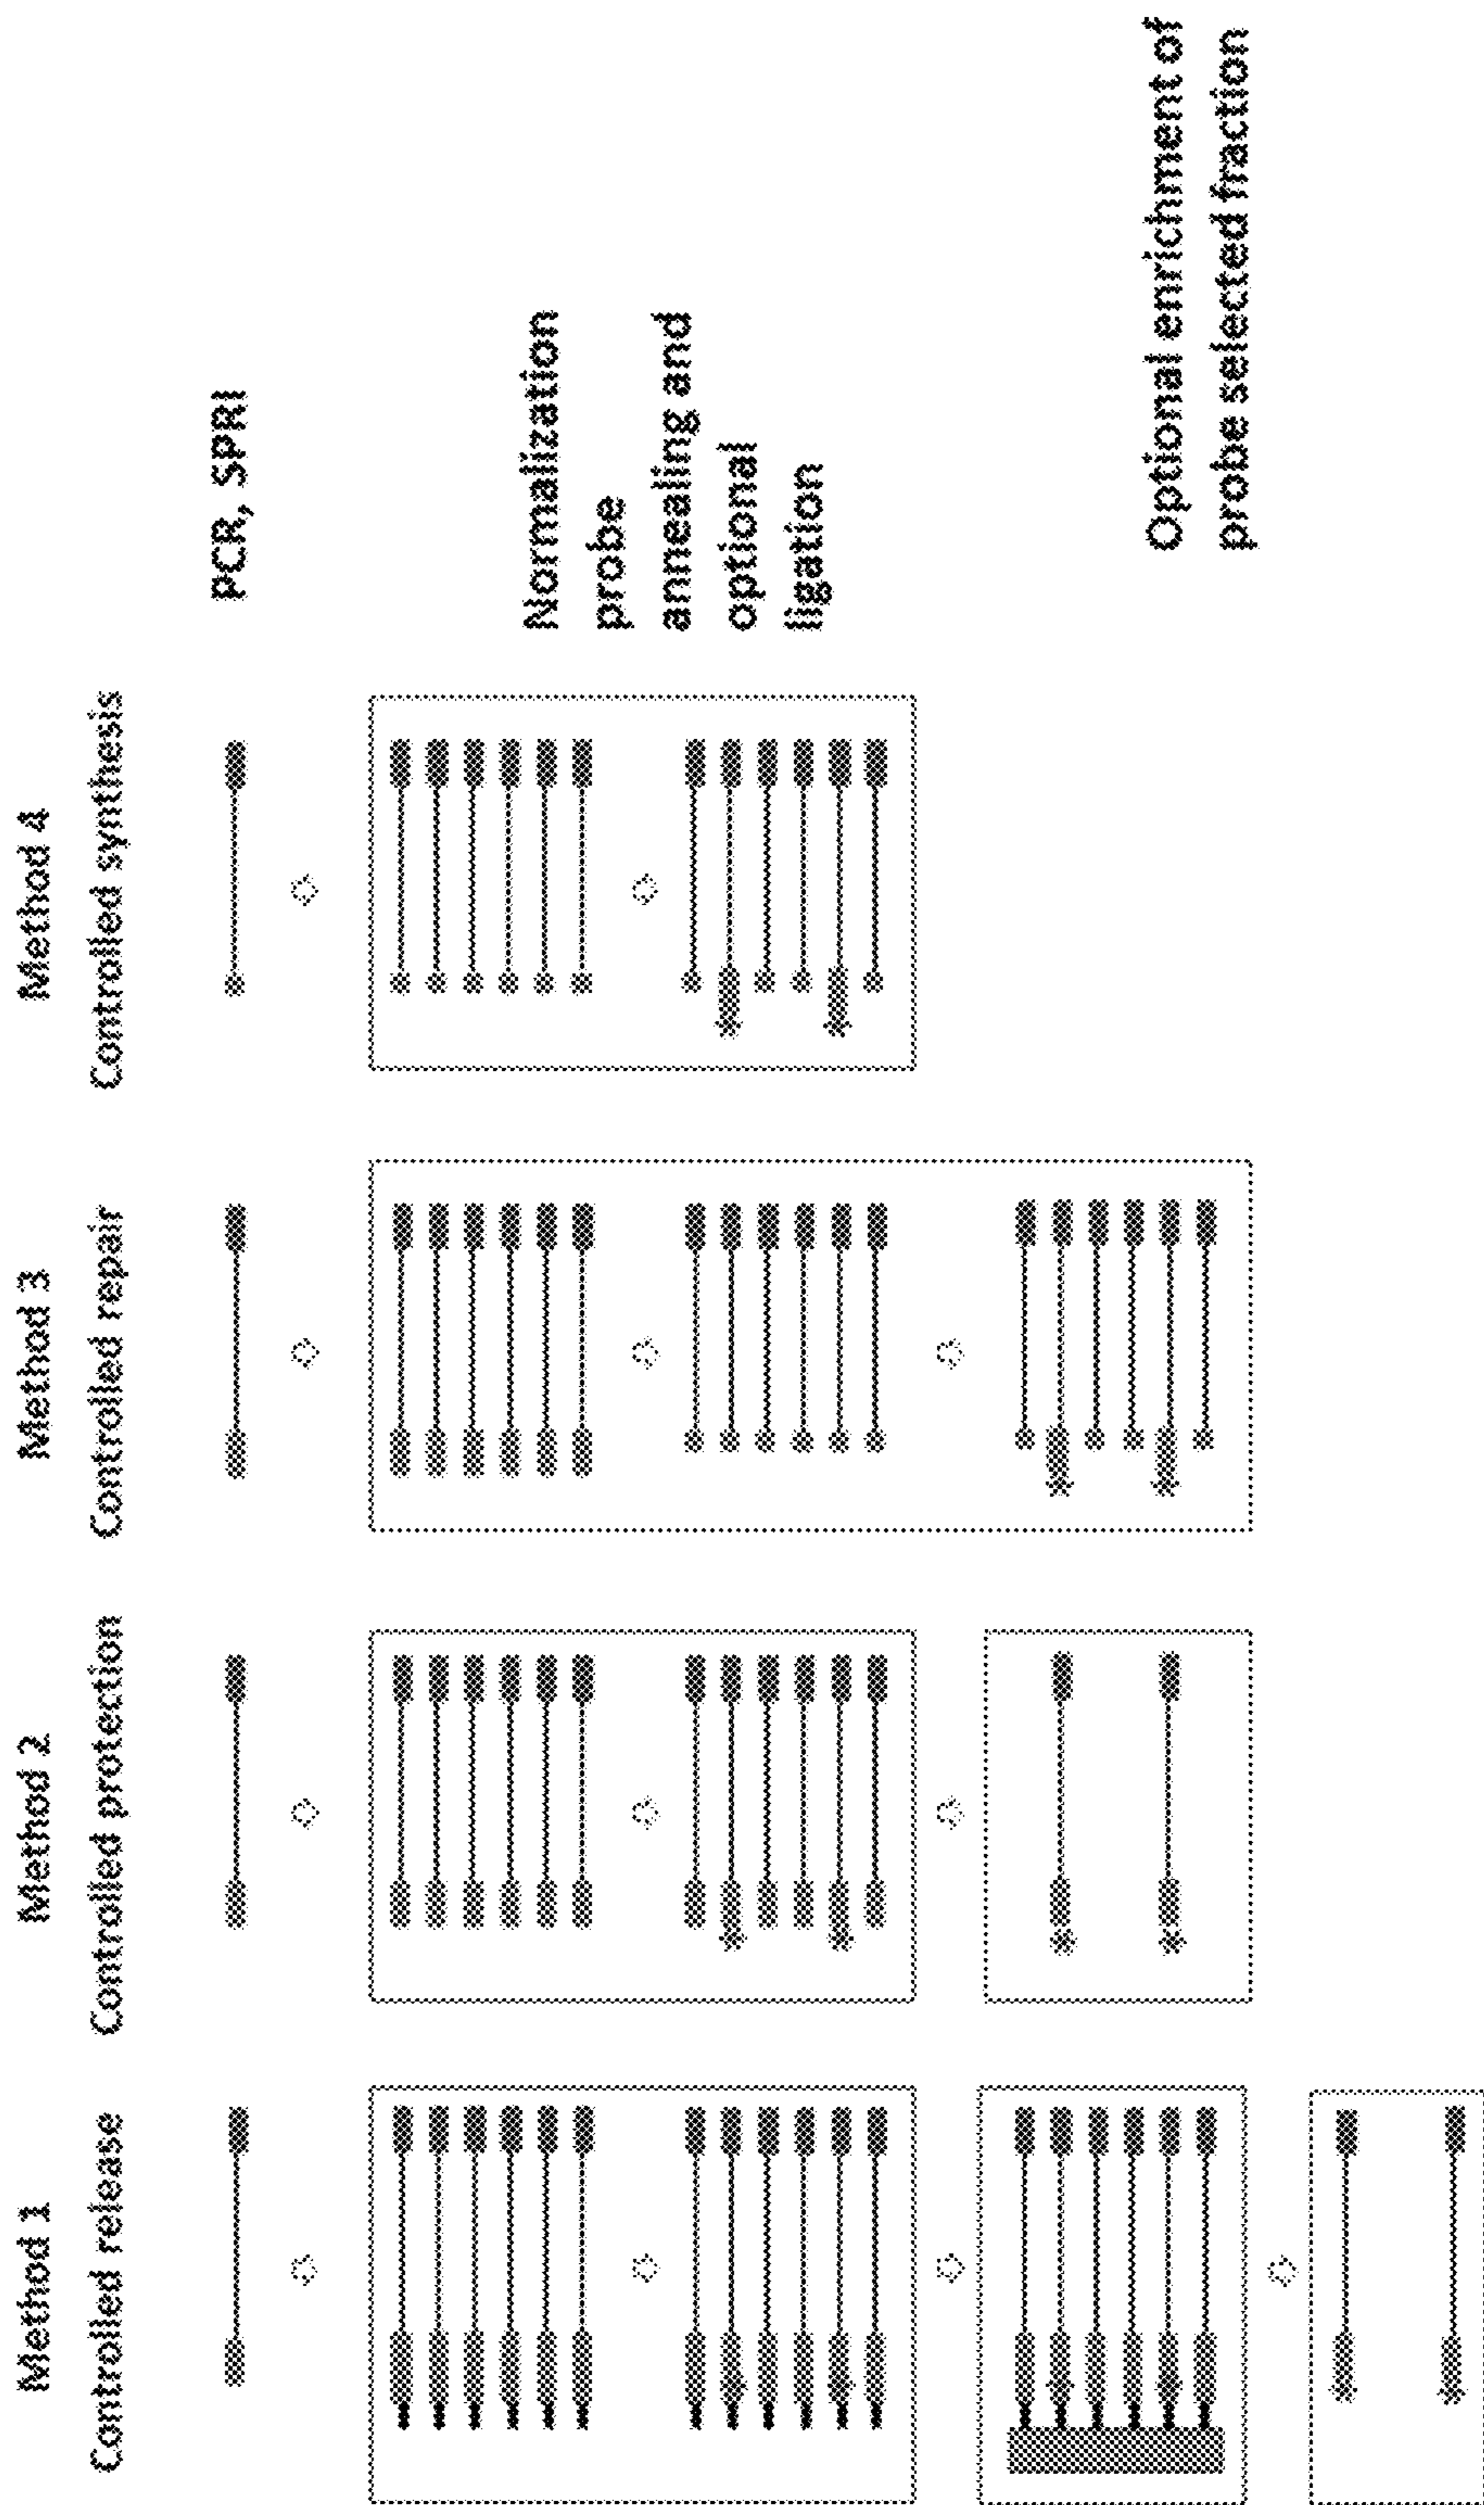 Method 1
Method 2
Method 3
Method 4
Controlled release
Controlled protection
Controlled repair
Controlled synthesis
PCR, SPRI
Normalization
probe
annealing and
optional
ligation
Optional enrichment of
probe selected fraction